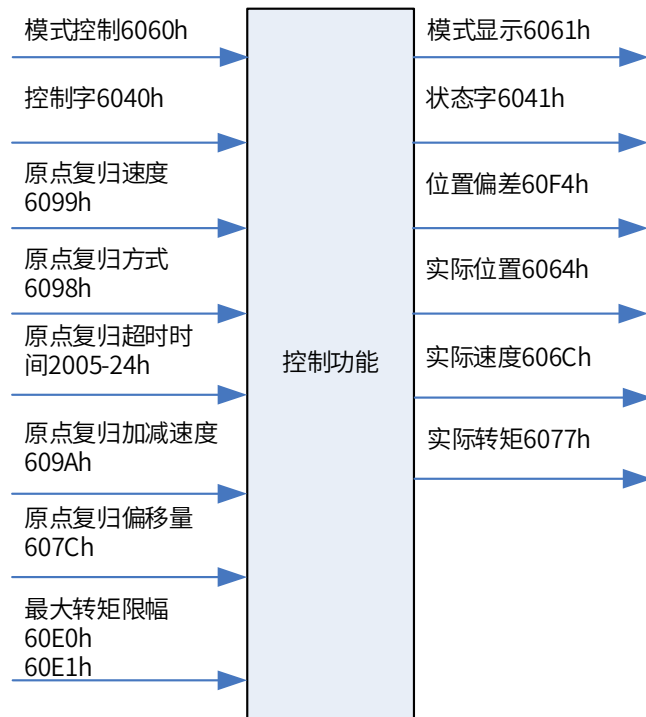 模式控制6060h
控制字6040h
原点复归速度
6099h
原点复归方式
6098h
原点复归超时时
间2005-24h
原点复归加减速度
609Ah
原点复归偏移量
607Ch
最大转矩限幅
60E0h
60E1h
控制功能
模式显示6061h
状态字6041h
位置偏差60F4h
实际位置6064h
实际速度606Ch
实际转矩6077h